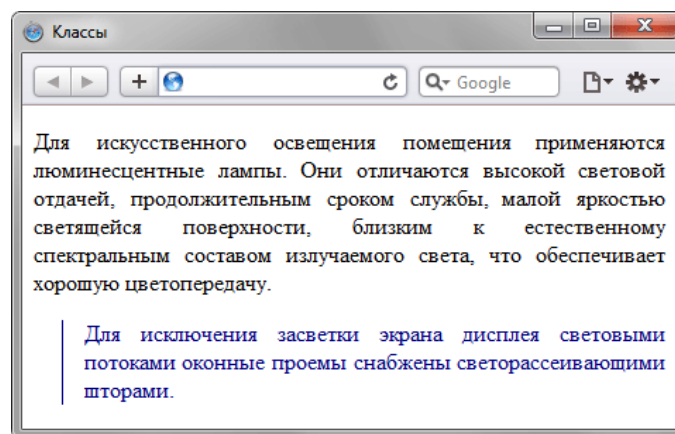 Классы
Google
Для искусственного освещения помещения применяются
люминесцентные лампы. Они отличаются высокой световой
отдачей, продолжительным сроком службы, малой яркостью
светящейся поверхности, близким к естественному
спектральным составом излучаемого света, что обеспечивает
хорошую цветопередачу.
Для исключения засветки экрана дисплея световыми
потоками оконные проемы снабжены светорассеивающими
шторами.